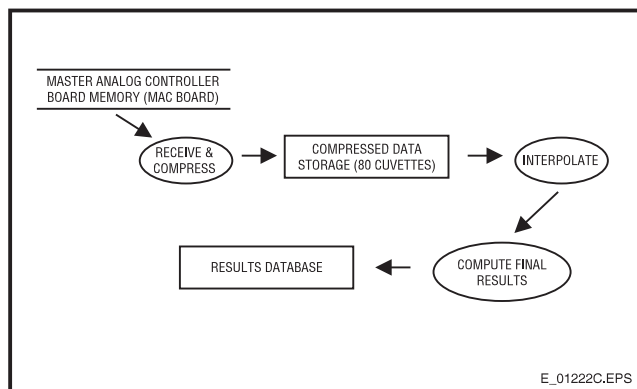 MASTER ANALOG CONTROLLER
BOARD MEMORY (MAC BOARD)
RECEIVE &
COMPRESS
COMPRESSED DATA
STORAGE (80 CUVETTES)
INTERPOLATE
RESULTS DATABASE
COMPUTE FINAL
RESULTS
E_01222C.EPS